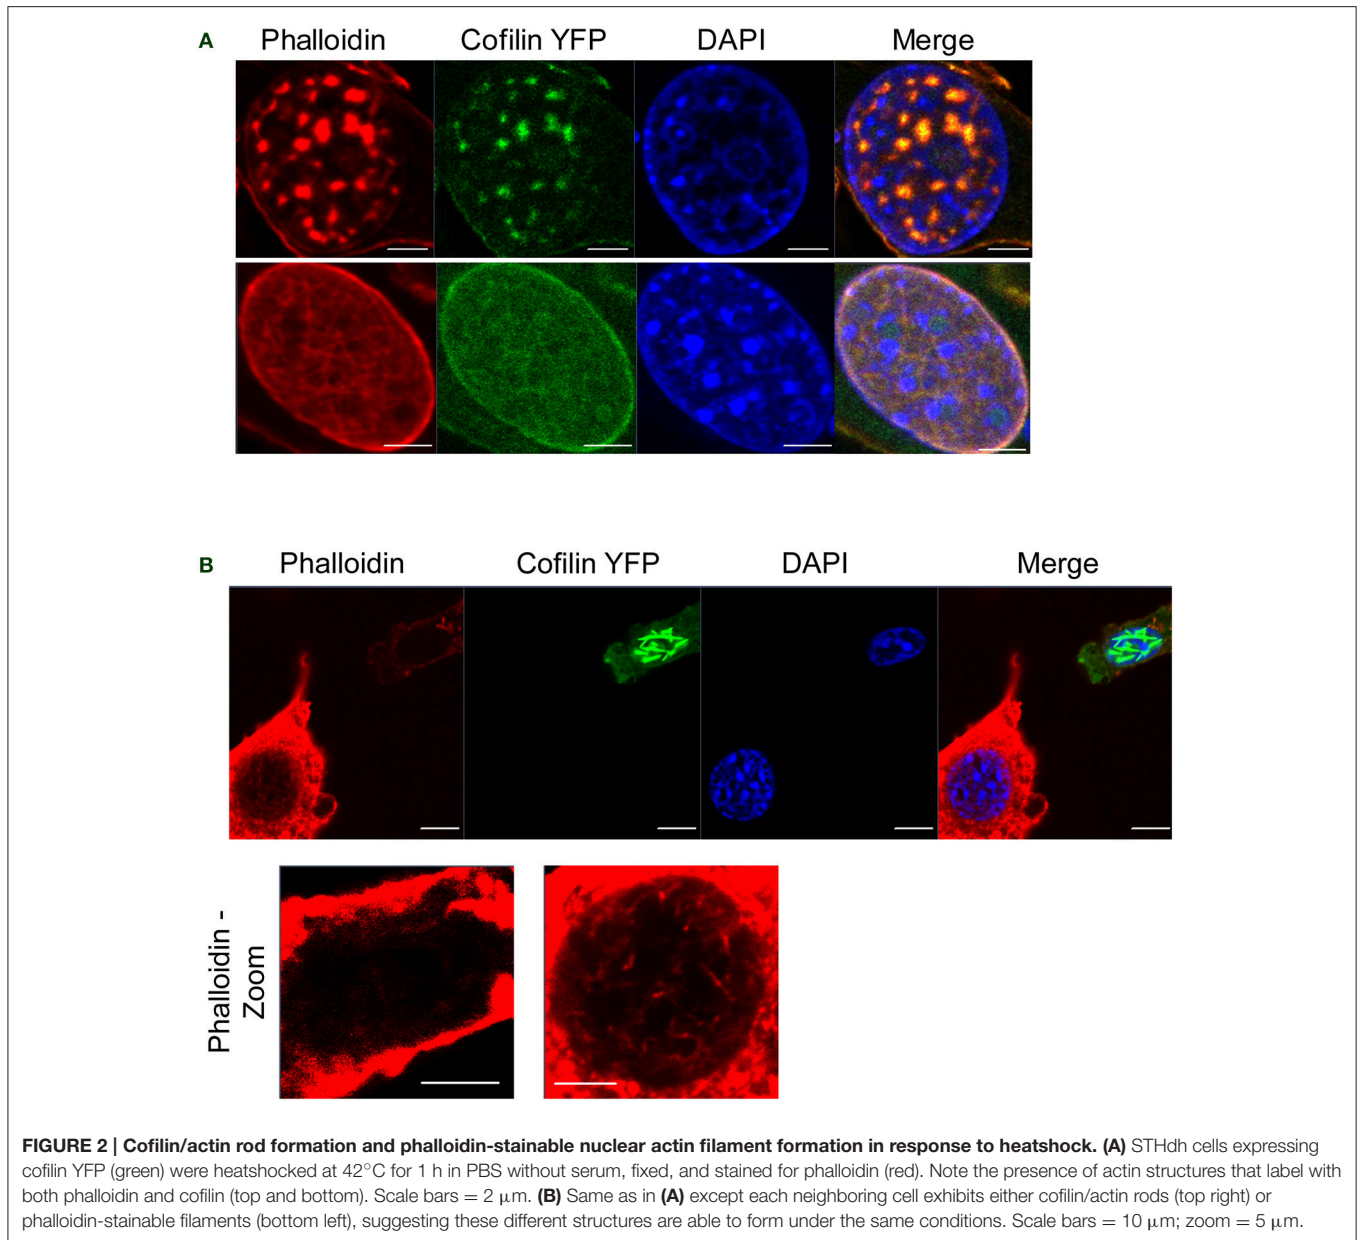 A Phalloidin Cofilin YFP DAPI Merge
B Phalloidin Cofilin YFP DAPI Merge
Phalloidin -
Zoom
FIGURE 2 | Cofilin/actin rod formation and phalloidin-stainable nuclear actin filament formation in response to heatshock. (A) STHdh cells expressing
cofilin YFP (green) were heatshocked at 42°C for 1 h in PBS without serum, fixed, and stained for phalloidin (red). Note the presence of actin structures that label with
both phalloidin and cofilin (top and bottom). Scale bars = 2 μm. (B) Same as in (A) except each neighboring cell exhibits either cofilin/actin rods (top right) or
phalloidin-stainable filaments (bottom left), suggesting these different structures are able to form under the same conditions. Scale bars = 10 μm; zoom = 5 μm.